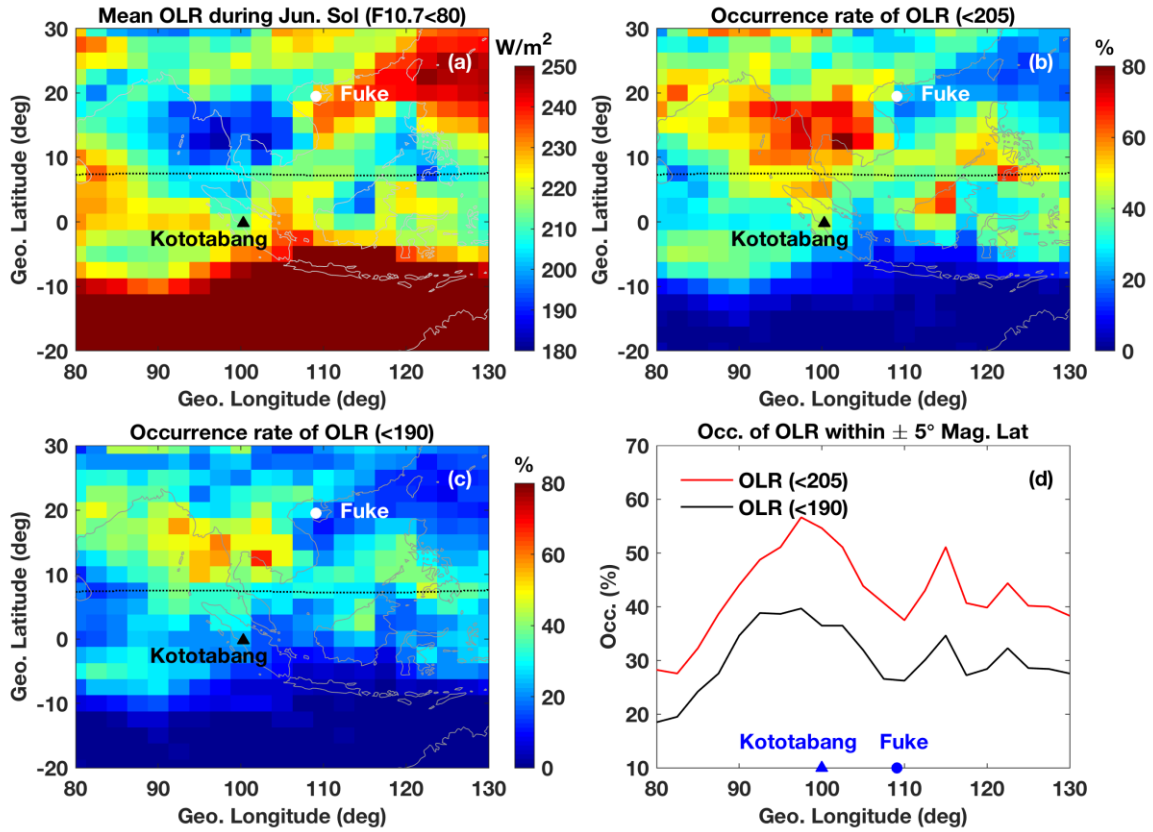 Mean OLR during Jun. Sol (F10.7<80)
W/m2
(a)
Fuke
Kototabang
Geo. Latitude (deg)
30
20
10
0
-10
-20
80 90 100 110 120 130
Geo. Longitude (deg)
250
240
230
220
210
200
190
180
Occurrence rate of OLR (<205)
%
(b)
Fuke
Kototabang
Geo. Latitude (deg)
30
20
10
0
-10
-20
80 90 100 110 120 130
Geo. Longitude (deg)
80
60
40
20
0
Occurrence rate of OLR (<190)
%
(c)
Fuke
Kototabang
Geo. Latitude (deg)
30
20
10
0
-10
-20
80 90 100 110 120 130
Geo. Longitude (deg)
80
60
40
20
0
Occ. of OLR within ± 5° Mag. Lat
(d)
OLR (<205)
OLR (<190)
Occ. (%)
70
60
50
40
30
20
10
Kototabang Fuke
80 90 100 110 120 130
Geo. Longitude (deg)